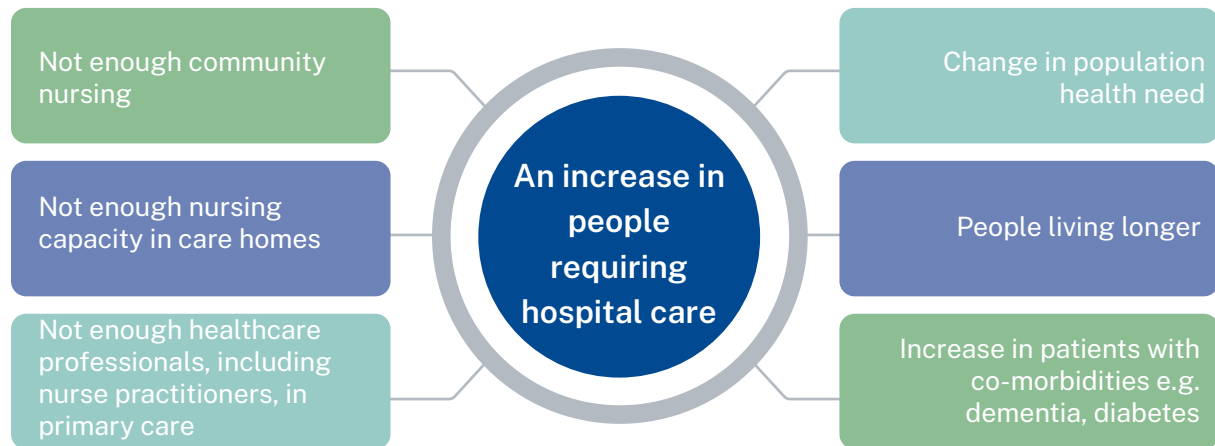 Not enough community
nursing
Not enough nursing
capacity in care homes
Not enough healthcare
professionals, including
nurse practitioners, in
primary care
An increase in
people
requiring
hospital care
Change in population
health need
People living longer
Increase in patients with
co-morbidities e.g.
dementia, diabetes